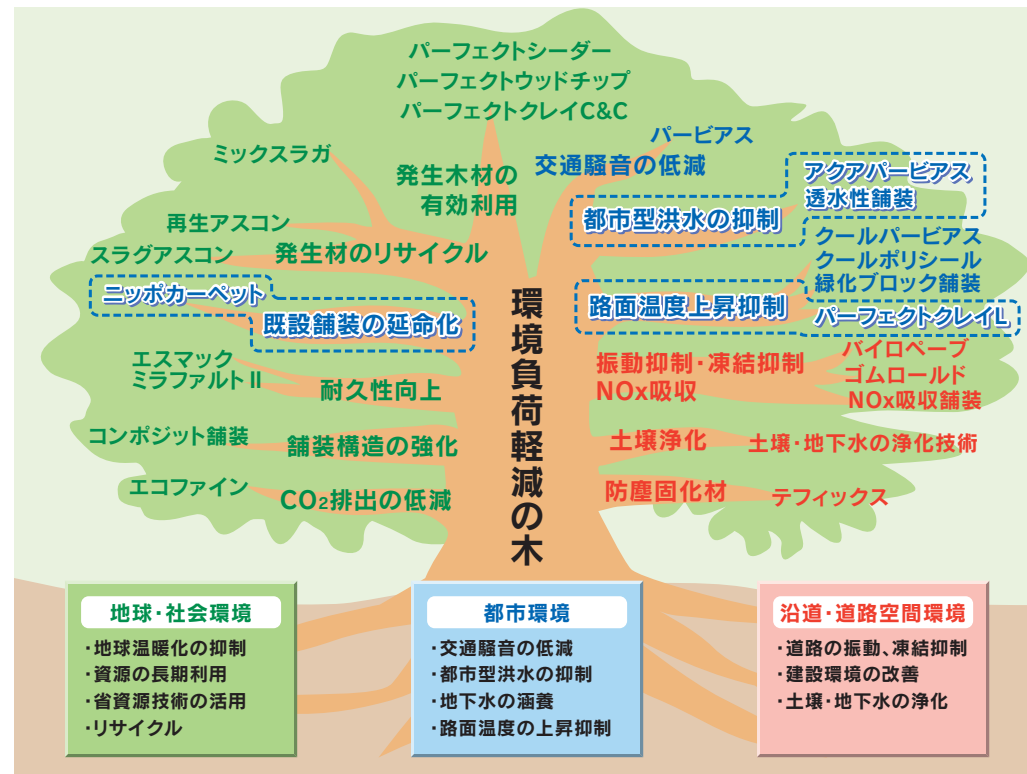 パーフェクトシーダー
パーフェクトウッドチップ
パーフェクトクレイC&C
発生木材の
有効利用
ミックスラガ
再生アスコン
スラグアスコン
発生材のリサイクル
ニッポカーペット
既設舗装の延命化
エスマック
ミラファルトⅡ
耐久性向上
コンポジット舗装
舗装構造の強化
エコファイン
CO₂排出の低減
環境負荷軽減の木
パービアス
交通騒音の低減
アクアパービアス
透水性舗装
都市型洪水の抑制
クールパービアス
クールポリシール
緑化ブロック舗装
路面温度上昇抑制
パーフェクトクレイL
振動抑制・凍結抑制
NOx吸収
バイロペーブ
ゴムロールド
NOx吸収舗装
土壌浄化
土壌・地下水の浄化技術
防塵固化材
テフィックス
地球・社会環境
・地球温暖化の抑制
・資源の長期利用
・省資源技術の活用
・リサイクル
都市環境
・交通騒音の低減
・都市型洪水の抑制
・地下水の涵養
・路面温度の上昇抑制
沿道・道路空間環境
・道路の振動、凍結抑制
・建設環境の改善
・土壌・地下水の浄化